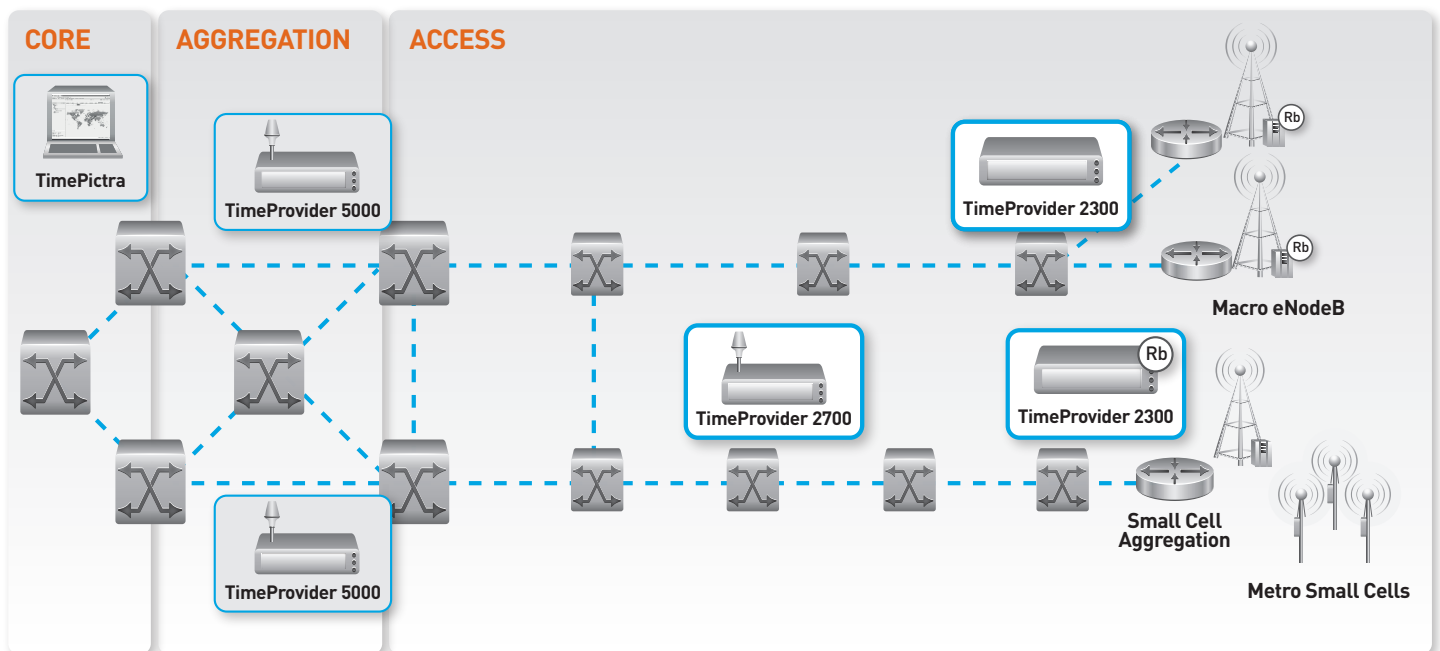 CORE
AGGREGATION
ACCESS
TimePictra
TimeProvider 5000
TimeProvider 2300
Rb
Rb
Macro eNodeB
TimeProvider 2700
Rb
TimeProvider 2300
Small Cell
Aggregation
TimeProvider 5000
Metro Small Cells